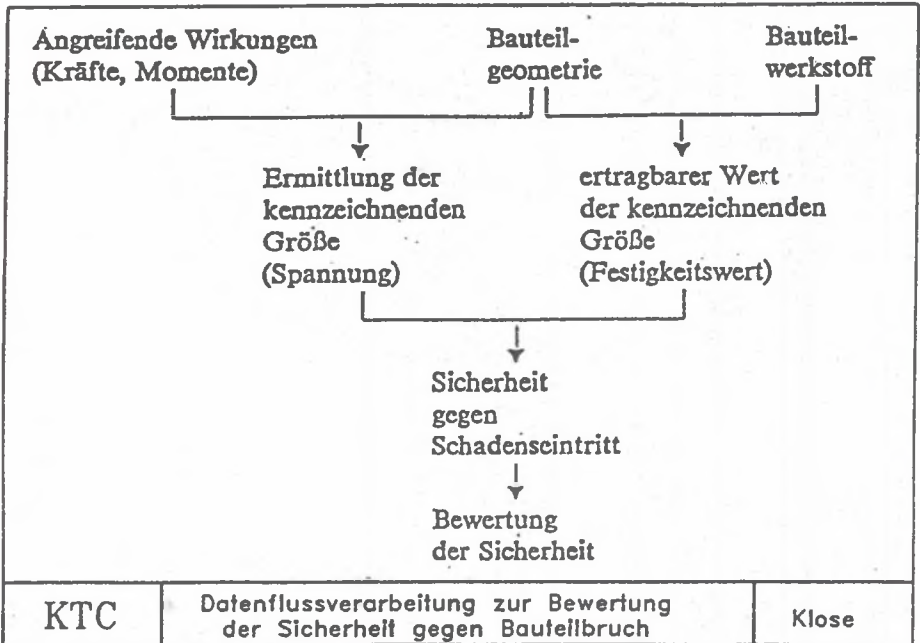 Angreifende Wirkungen
(Kräfte, Momente)
Bauteil-
geometrie
Bauteil-
werkstoff
Ermittlung der
kennzeichnenden
Größe
(Spannung)
ertragbarer Wert
der kennzeichnenden
Größe
(Festigkeitswert)
Sicherheit
gegen
Schadenseintritt
Bewertung
der Sicherheit
KTC
Datenflussverarbeitung zur Bewertung
der Sicherheit gegen Bauteilbruch
Klose